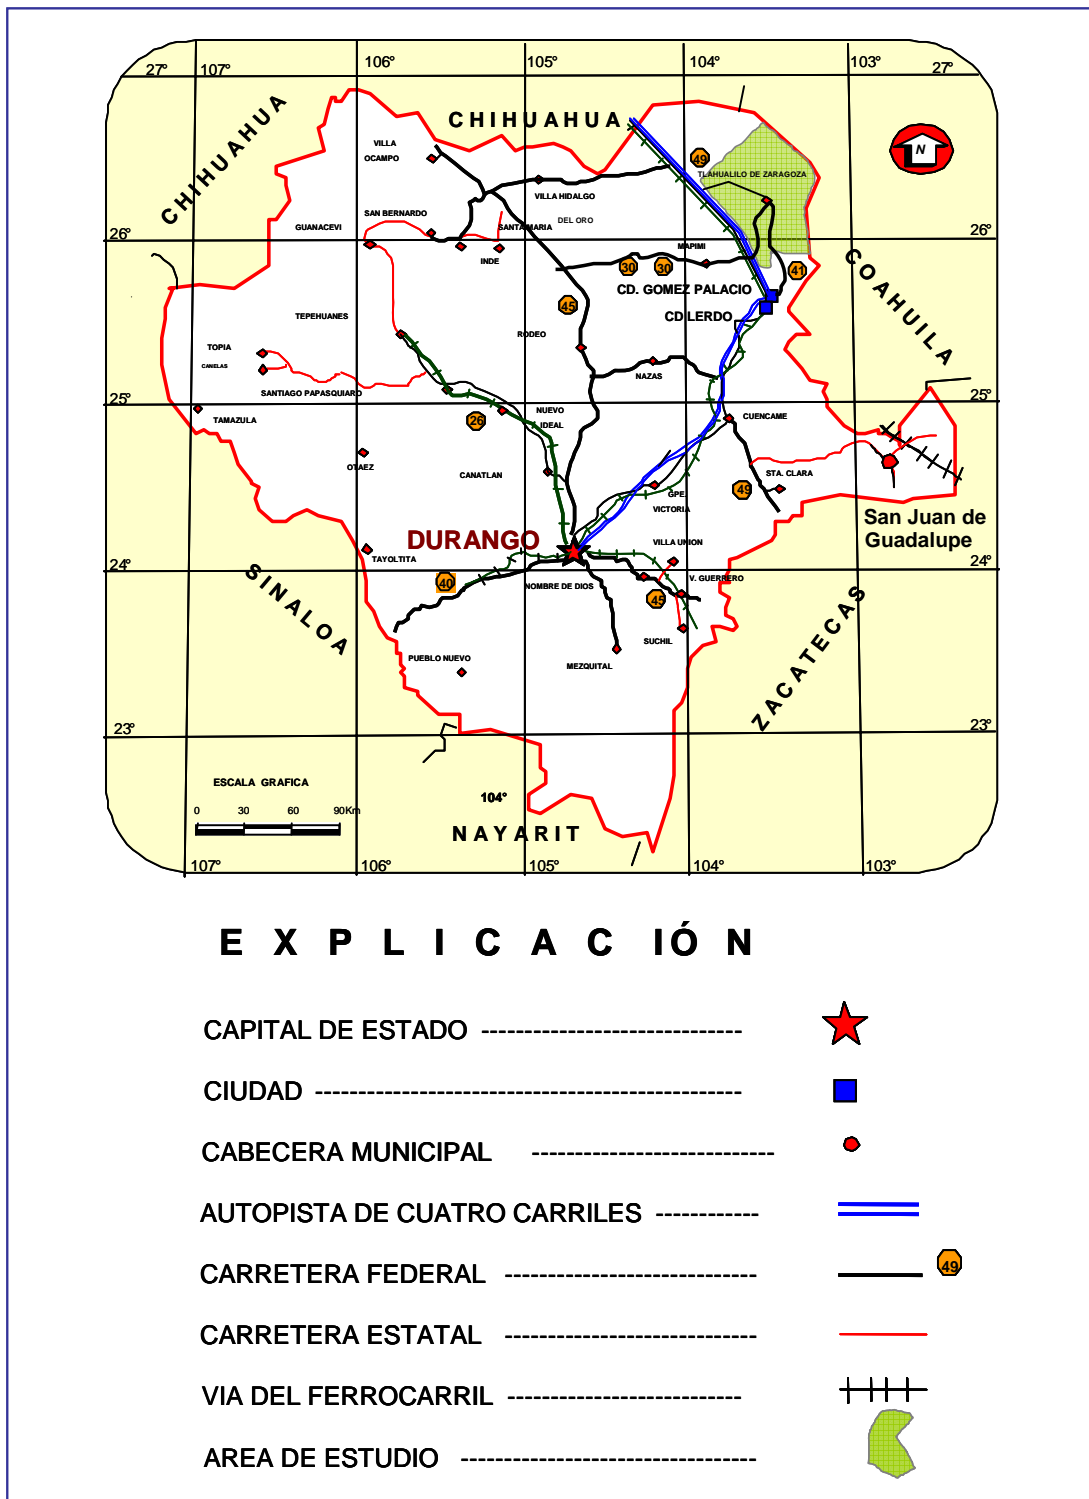 27° 107° 106° 105° 104° 103° 27°
CHIHUAHUA
CHIHUAHUA
N
VILLA
OCAMPO
49
TLAHUALILO DE ZARAGOZA
VILLA HIDALGO
SAN BERNARDO
GUANACEVI
SANTA MARIA
DEL ORO
26° 26°
INDE
MAPIMI
30 30
41
COAHUILA
CD. GOMEZ PALACIO
45
CD LERDO
TEPEHUANES
RODEO
TOPIA
CANELAS
NAZAS
SANTIAGO PAPASQUIARO
25° 25°
TAMAZULA
26
NUEVO
IDEAL
CUENCAME
OTAEZ
CANATLAN
STA. CLARA
49
GPE.
VICTORIA
San Juan de
Guadalupe
DURANGO
VILLA UNION
TAYOLTITA
24° 24°
SINALOA
40
NOMBRE DE DIOS
V. GUERRERO
45
SUCHIL
PUEBLO NUEVO
MEZQUITAL
ZACATECAS
23° 23°
ESCALA GRAFICA
0 30 60 90Km
104°
NAYARIT
107° 106° 105° 104° 103°
EXPLICACIÓN
CAPITAL DE ESTADO ------------------------------
CIUDAD -------------------------------------------------
CABECERA MUNICIPAL ----------------------------
AUTOPISTA DE CUATRO CARRILES ------------
CARRETERA FEDERAL ----------------------------- 49
CARRETERA ESTATAL -----------------------------
VIA DEL FERROCARRIL ---------------------------
AREA DE ESTUDIO ----------------------------------